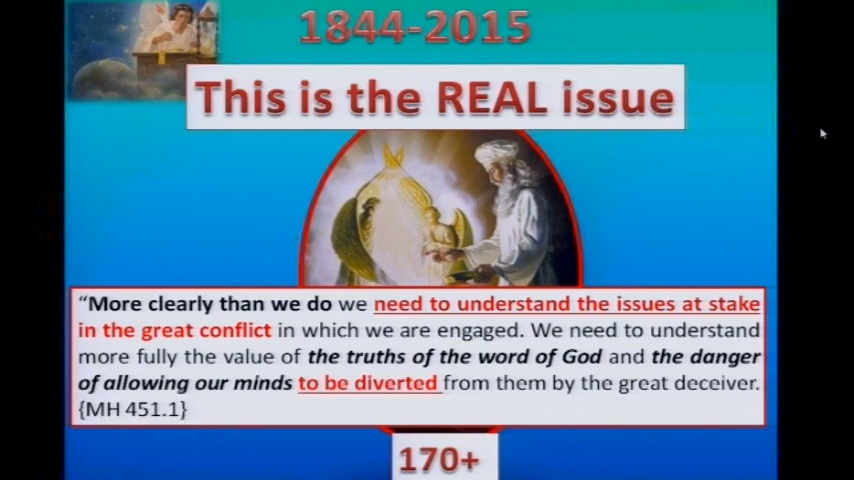 1844-2015
This is the REAL issue
“More clearly than we do we need to understand the issues at stake
in the great conflict in which we are engaged. We need to understand
more fully the value of the truths of the word of God and the danger
of allowing our minds to be diverted from them by the great deceiver.
{MH 451.1}
170+